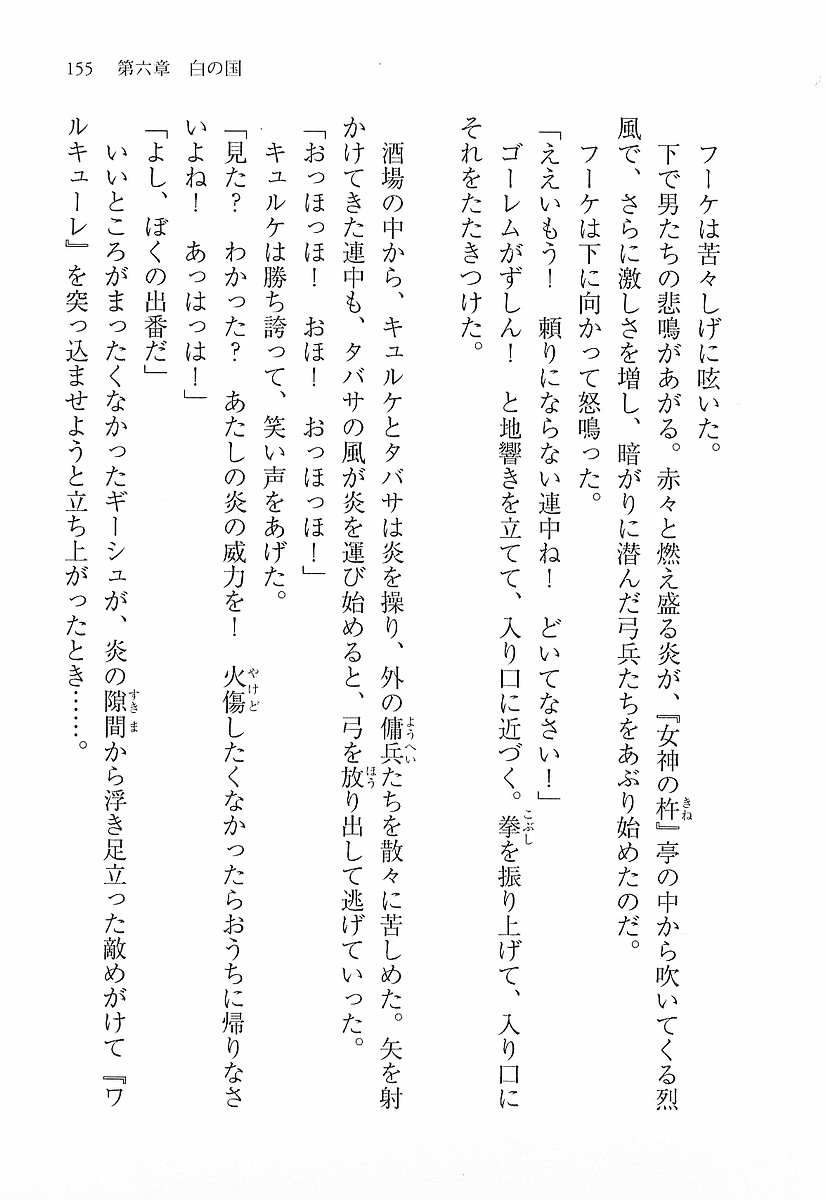 155　第六章　白の国
フーケは苦々しげに呟いた。
下で男たちの悲鳴があがる。赤々と燃え盛る炎が、『女神の杵』亭の中から吹いてくる烈
風で、さらに激しさを増し、暗がりに潜んだ弓兵たちをあぶり始めたのだ。
フーケは下に向かって怒鳴った。
「ええいもう！　頼りにならない連中ね！　どいてなさい！」
ゴーレムがずしん！　と地響きを立てて、入り口に近づく。拳を振り上げて、入り口に
それをたたきつけた。
酒場の中から、キュルケとタバサは炎を操り、外の傭兵たちを散々に苦しめた。矢を射
かけてきた連中も、タバサの風が炎を運び始めると、弓を放り出して逃げていった。
「おっほっほ！　おほ！　おっほっほ！」
キュルケは勝ち誇って、笑い声をあげた。
「見た？　わかった？　あたしの炎の威力を！　火傷したくなかったらおうちに帰りなさ
いよね！　あっはっは！」
「よし、ぼくの出番だ」
いいところがまったくなかったギーシュが、炎の隙間から浮き足立った敵めがけて『ワ
ルキューレ』を突っ込ませようと立ち上がったとき……。